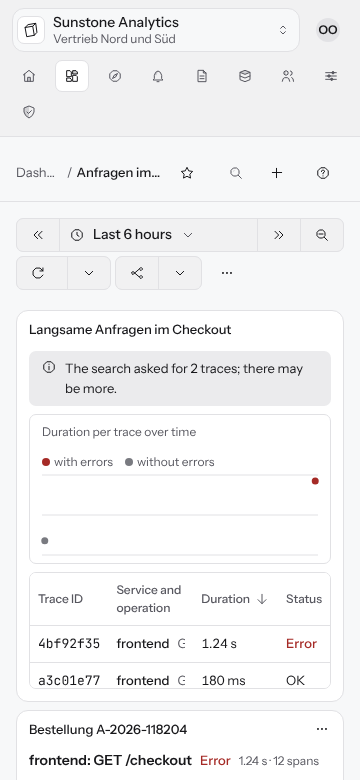 Sunstone Analytics
Vertrieb Nord und Süd
OO
Dash... / Anfragen im...
Last 6 hours
Langsame Anfragen im Checkout
The search asked for 2 traces; there may
be more.
Duration per trace over time
with errors without errors
Trace ID Service and operation Duration Status
4bf92f35 frontend 1.24 s Error
a3c01e77 frontend 180 ms OK
Bestellung A-2026-118204
frontend: GET /checkout Error 1.24 s · 12 spans